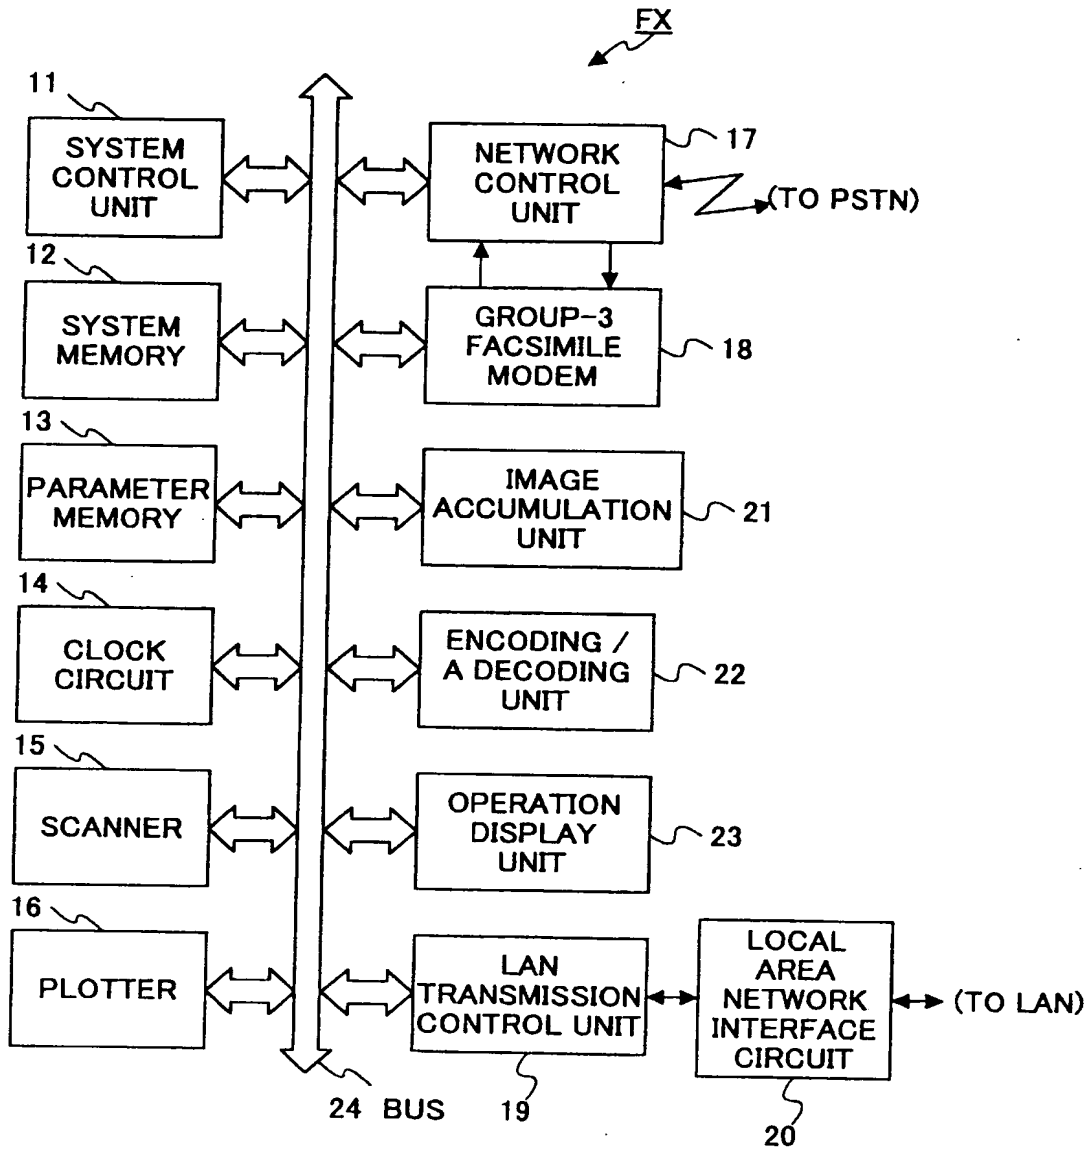 FX
11
SYSTEM
CONTROL
UNIT
17
NETWORK
CONTROL
UNIT
(TO PSTN)
12
SYSTEM
MEMORY
GROUP-3
FACSIMILE
MODEM
18
13
PARAMETER
MEMORY
IMAGE
ACCUMULATION
UNIT
21
14
CLOCK
CIRCUIT
ENCODING /
A DECODING
UNIT
22
15
SCANNER
OPERATION
DISPLAY
UNIT
23
16
PLOTTER
LAN
TRANSMISSION
CONTROL UNIT
19
LOCAL
AREA
NETWORK
INTERFACE
CIRCUIT
20
(TO LAN)
24 BUS